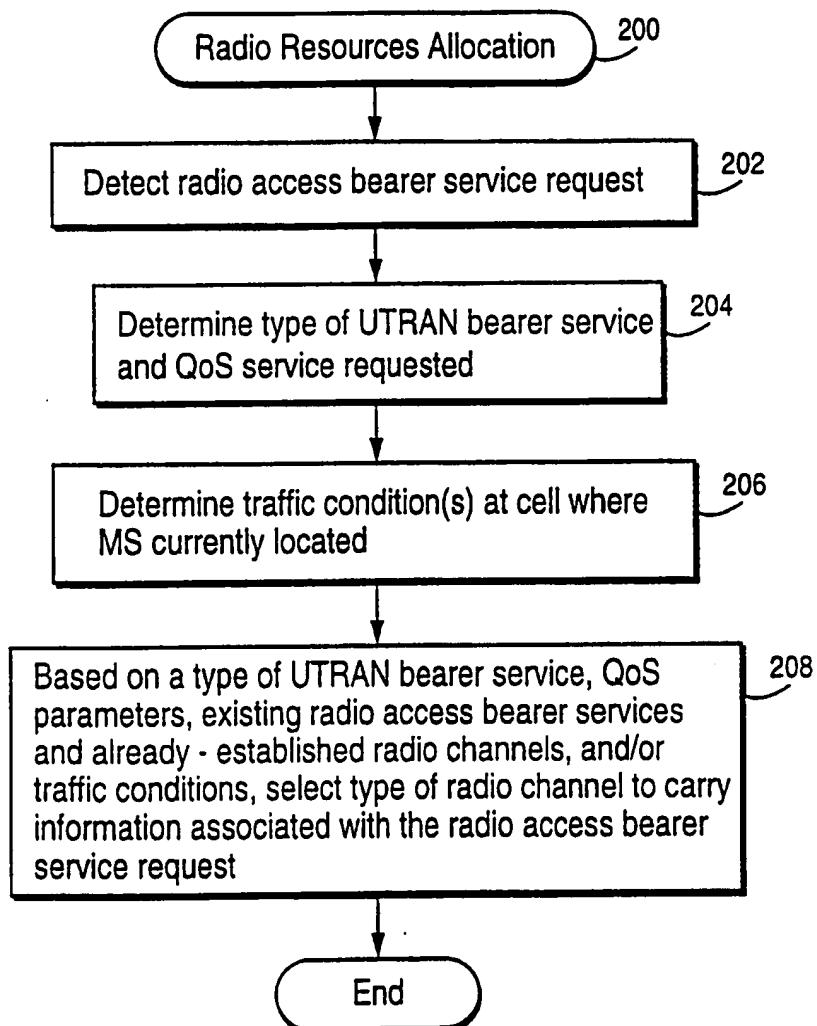 Radio Resources Allocation
200
Detect radio access bearer service request
202
Determine type of UTRAN bearer service
and QoS service requested
204
Determine traffic condition(s) at cell where
MS currently located
206
Based on a type of UTRAN bearer service, QoS
parameters, existing radio access bearer services
and already - established radio channels, and/or
traffic conditions, select type of radio channel to carry
information associated with the radio access bearer
service request
208
End